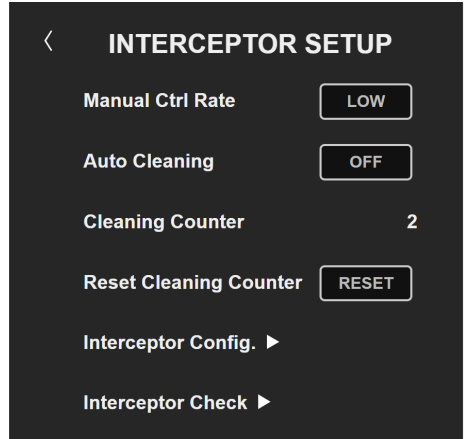 INTERCEPTOR SETUP
Manual Ctrl Rate LOW
Auto Cleaning OFF
Cleaning Counter 2
Reset Cleaning Counter RESET
Interceptor Config.
Interceptor Check